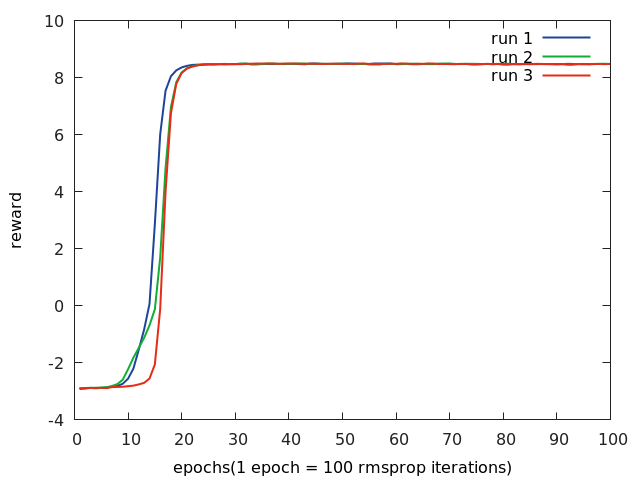 10
8
6
4
2
0
-2
-4
reward
run 1
run 2
run 3
0 10 20 30 40 50 60 70 80 90 100
epochs(1 epoch = 100 rmsprop iterations)